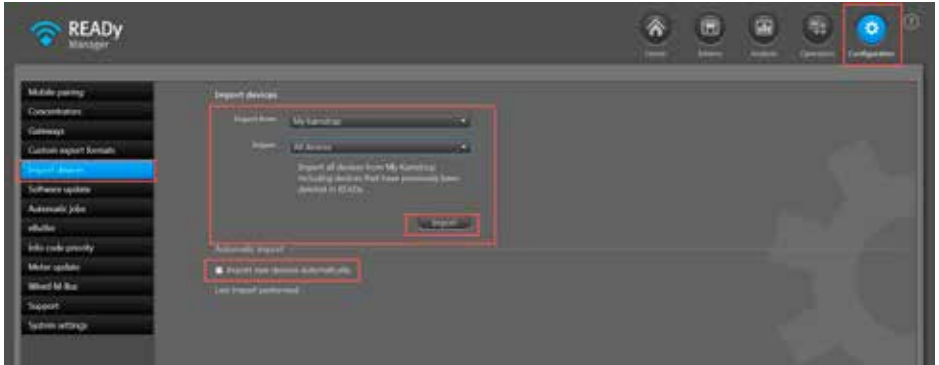 READy
Manager
Home
Meters
Analysis
Operations
Configuration
Mobile pairing
Concentrators
Gateways
Custom export formats
Import devices
Software update
Automatic jobs
eButler
Info code priority
Meter update
Wired M-Bus
Support
System settings
Import devices
Import from: My Kamstrup
Import: All devices
Import all devices from My Kamstrup
including devices that have previously been
deleted in READy.
Import
Automatic import
Import new devices automatically
Last import performed